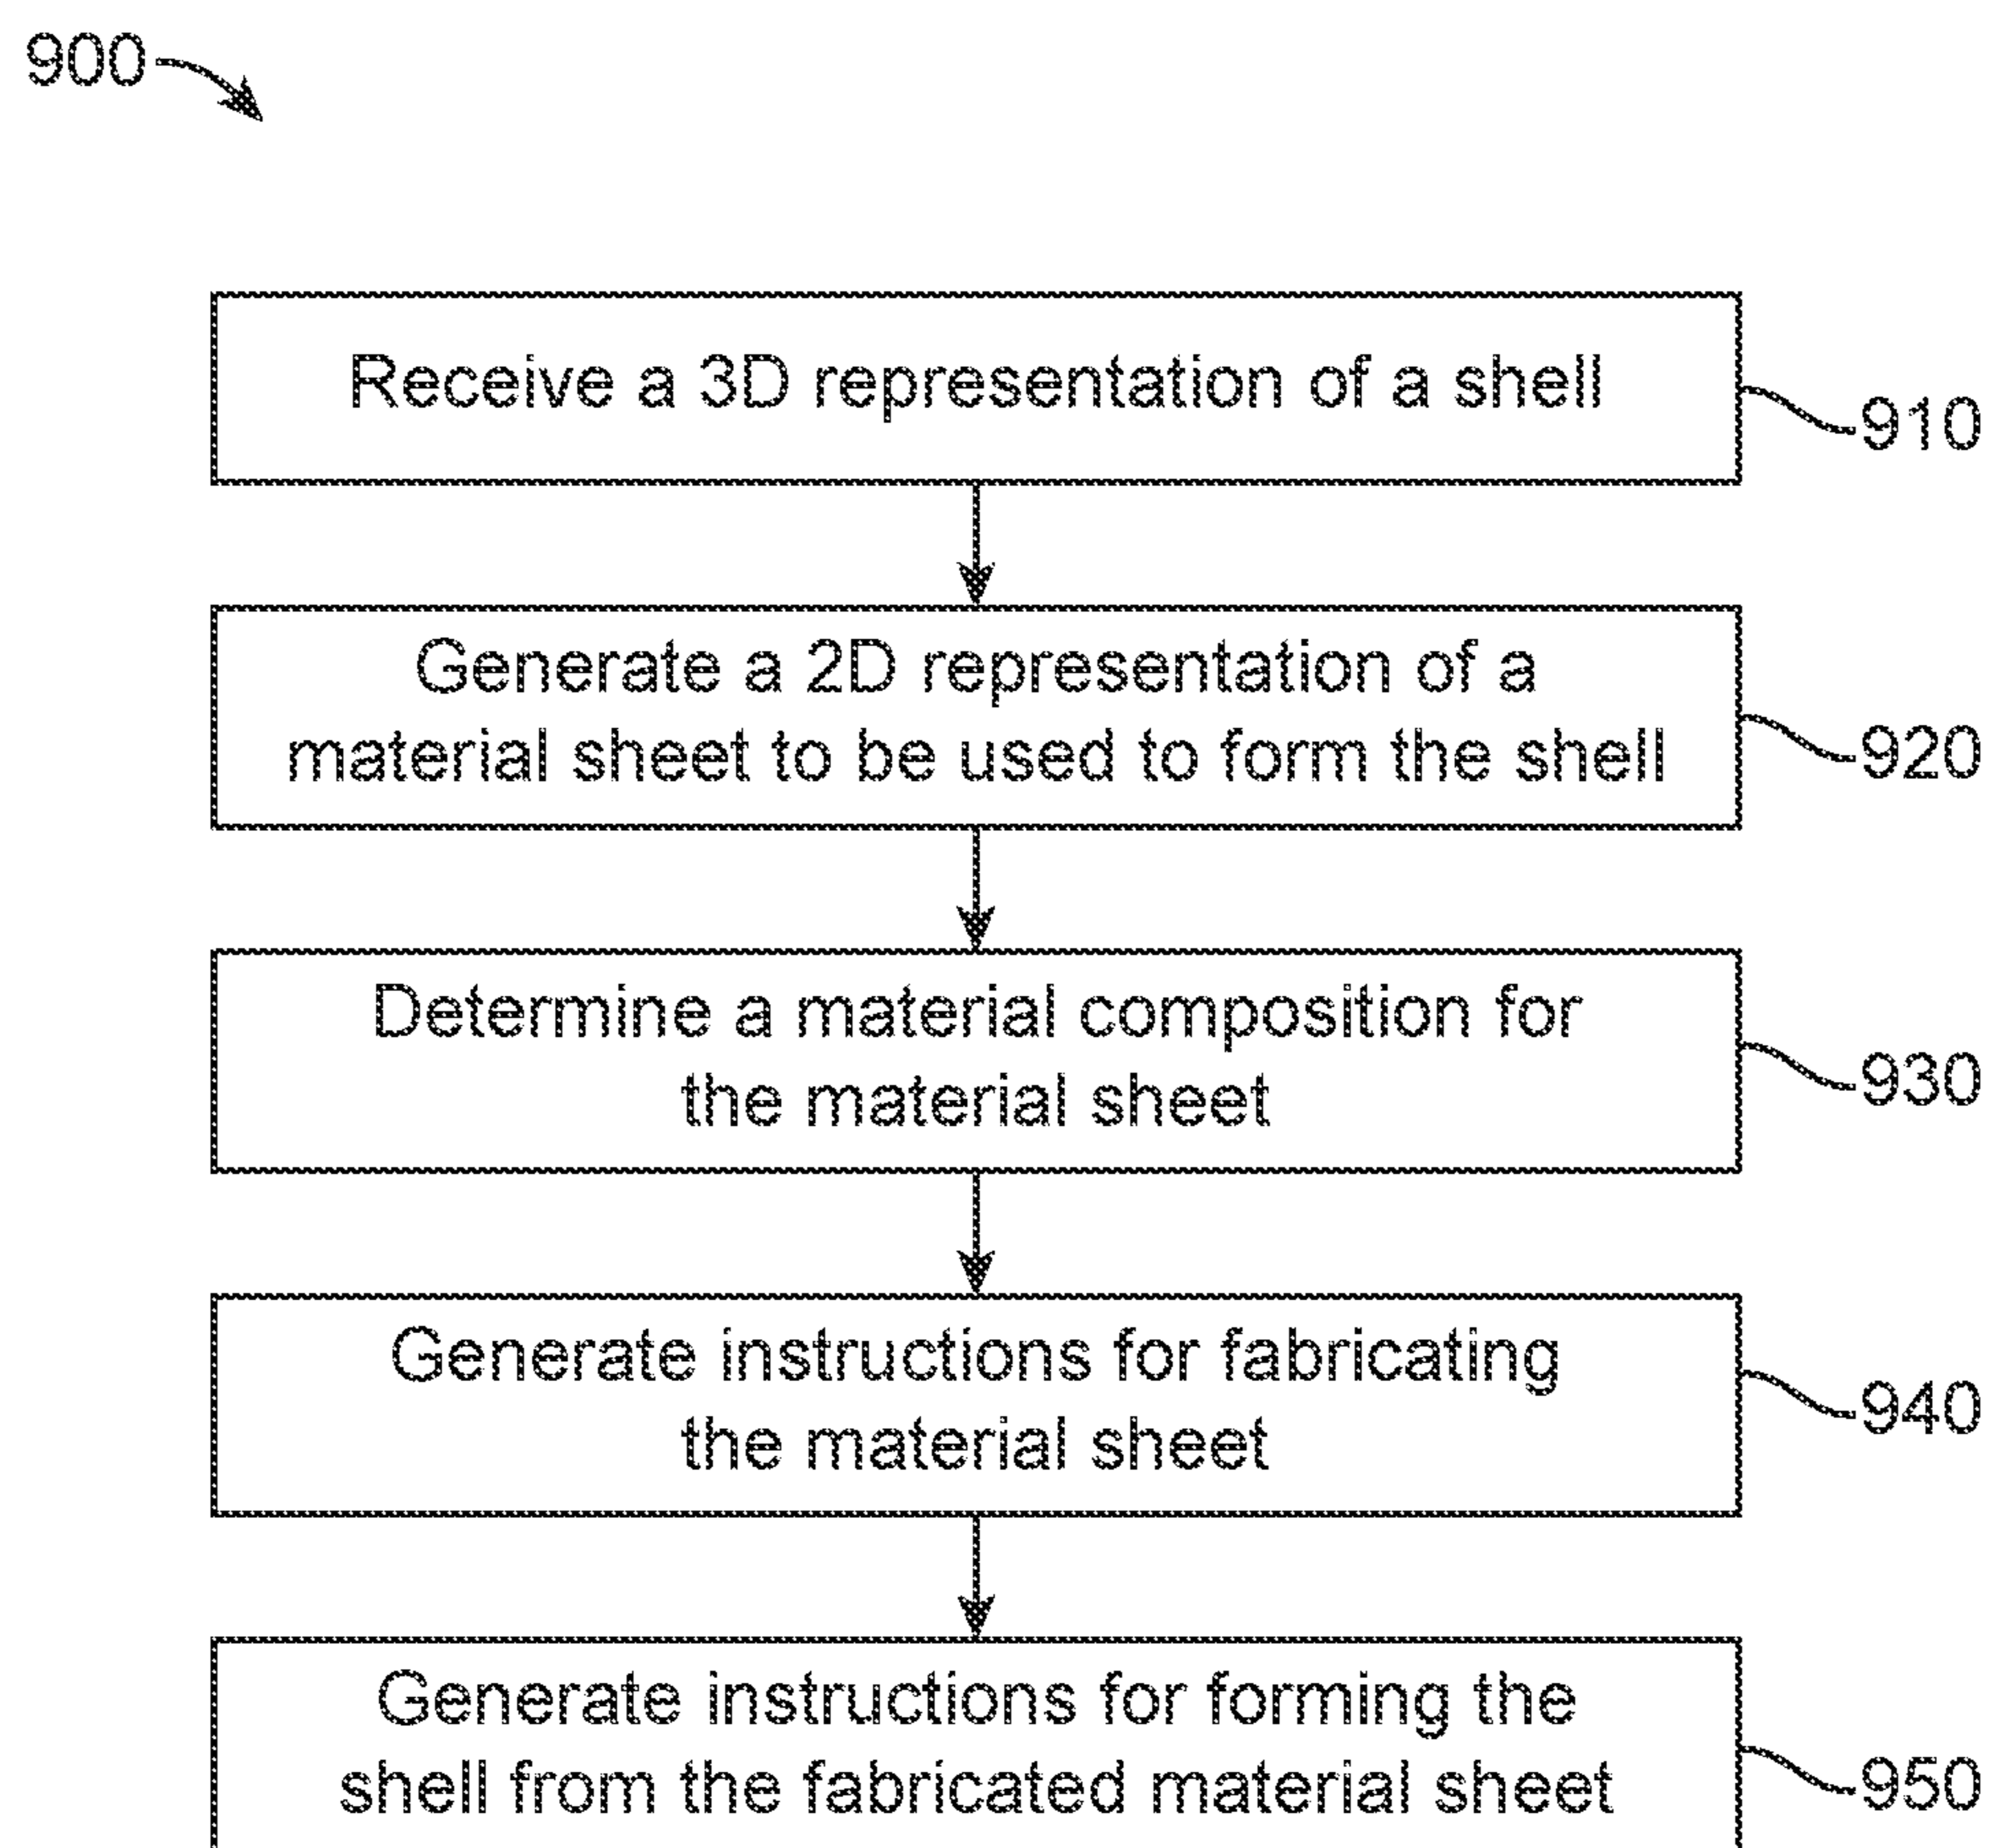 900
Receive a 3D representation of a shell
910
Generate a 2D representation of a
material sheet to be used to form the shell
920
Determine a material composition for
the material sheet
930
Generate instructions for fabricating
the material sheet
940
Generate instructions for forming the
shell from the fabricated material sheet
950